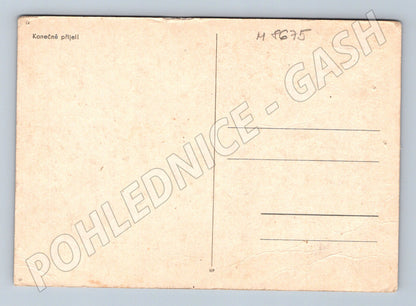 Konečně přijeli
M 8675
POHLEDNICE - GASH